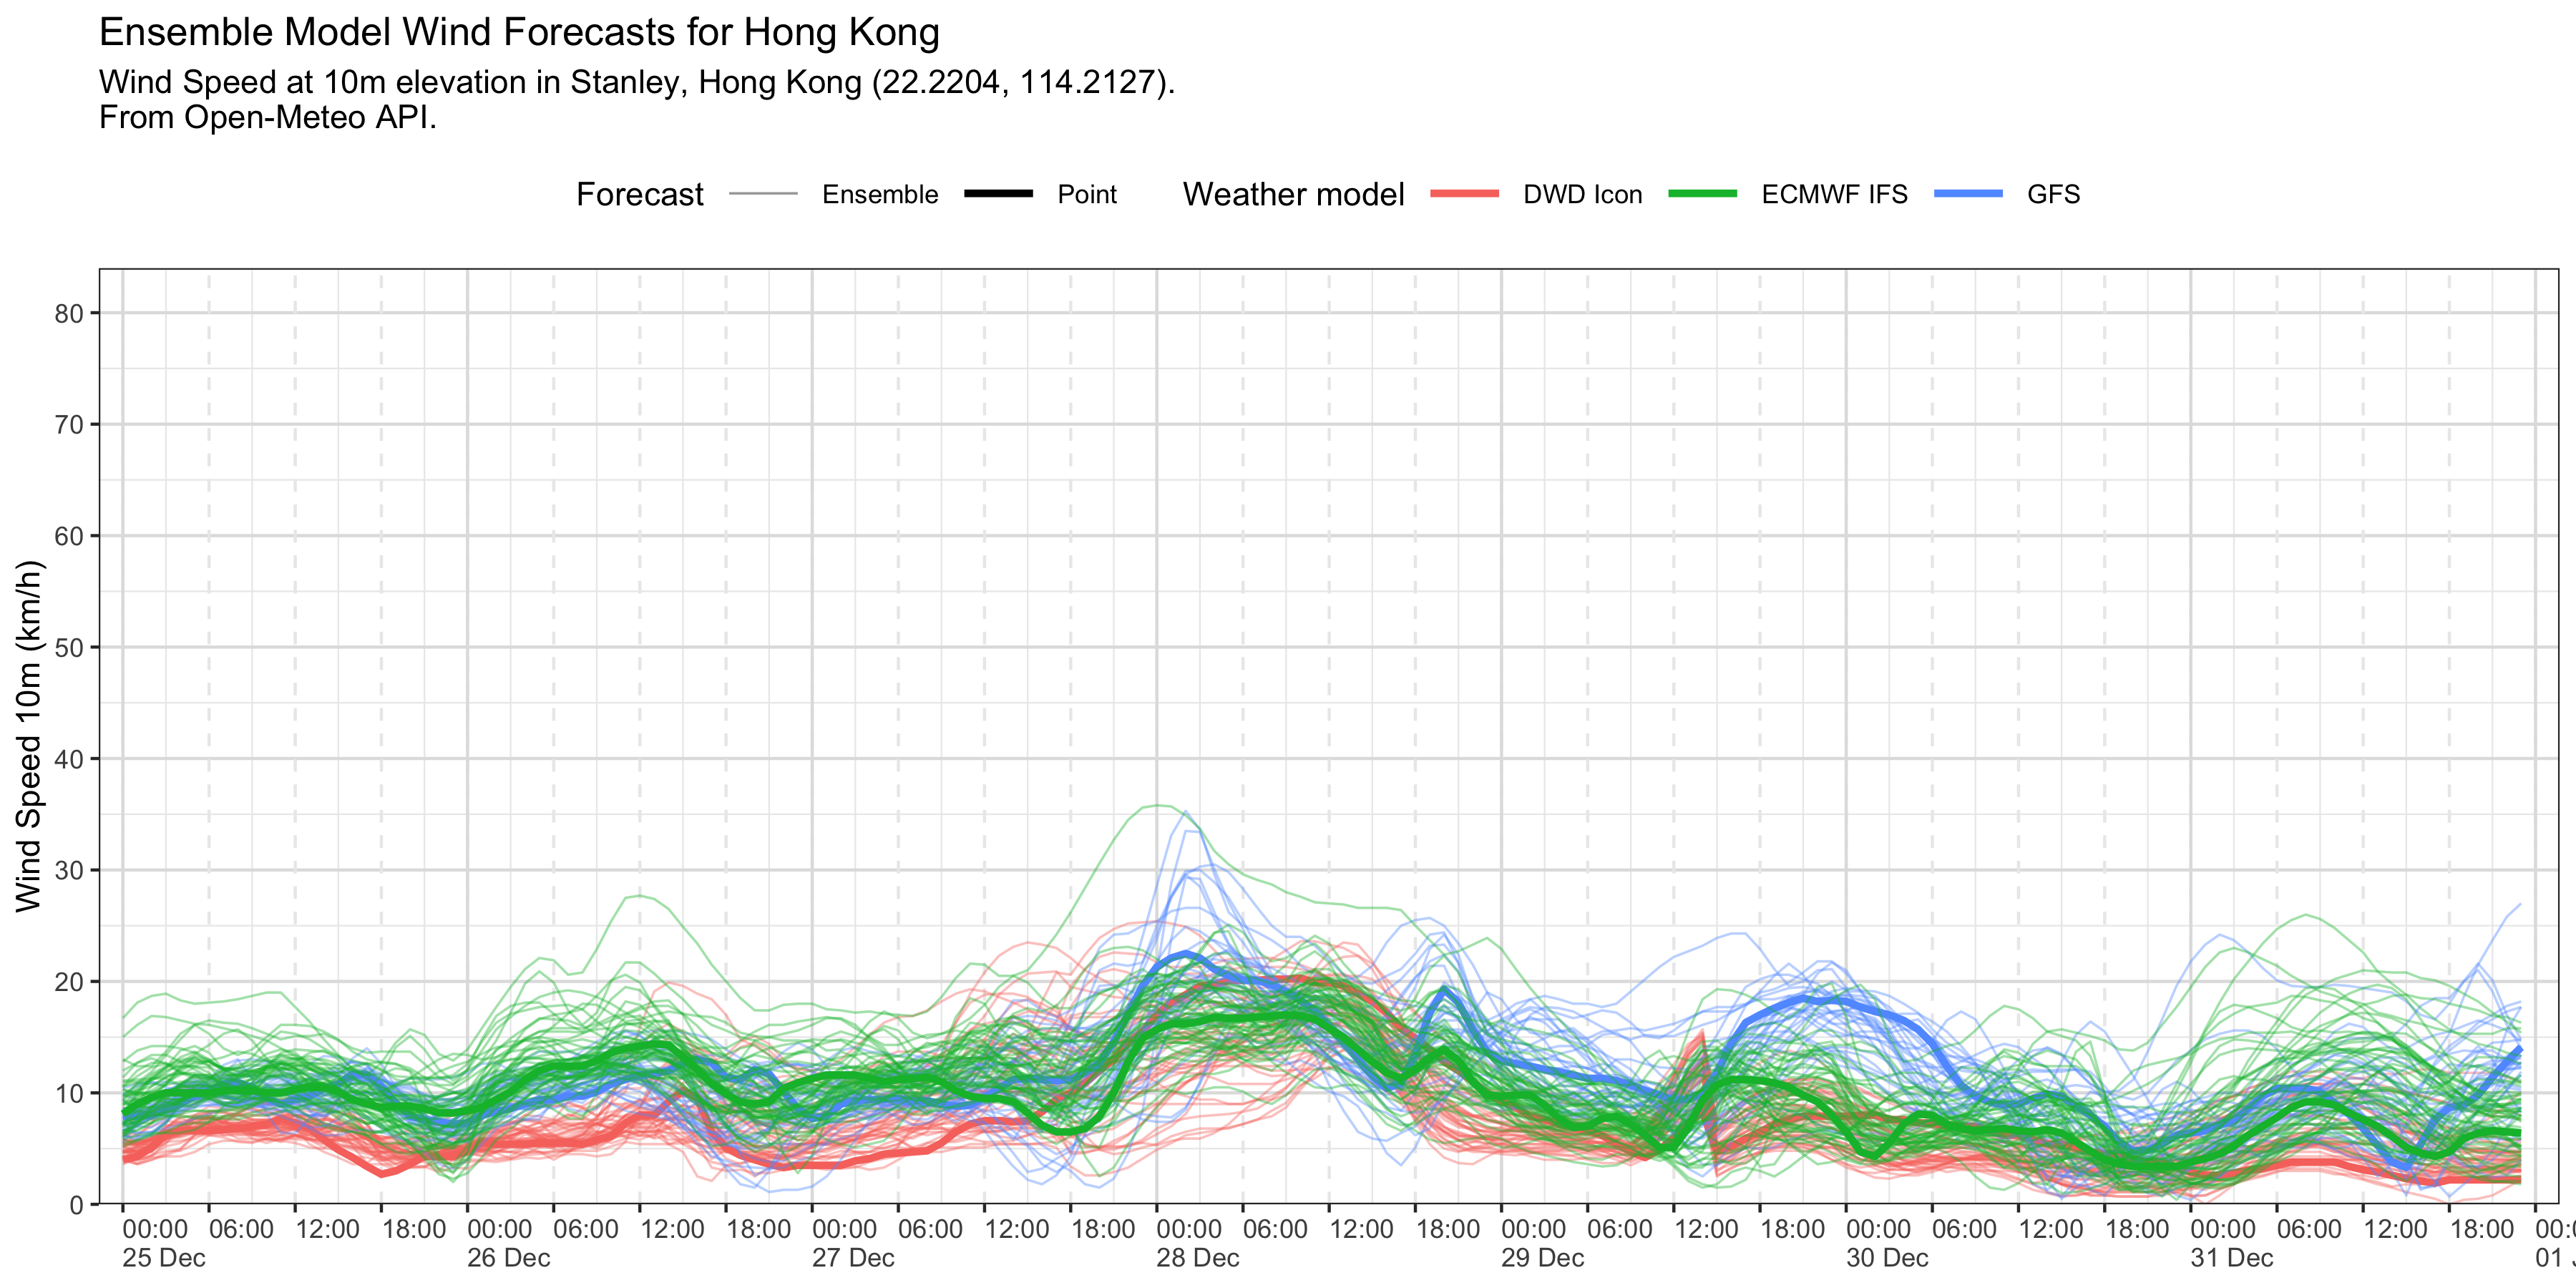 Ensemble Model Wind Forecasts for Hong Kong
Wind Speed at 10m elevation in Stanley, Hong Kong (22.2204, 114.2127).
From Open-Meteo API.
Forecast Ensemble Point Weather model DWD Icon ECMWF IFS GFS
Wind Speed 10m (km/h)
80
70
60
50
40
30
20
10
0
00:00 06:00 12:00 18:00 00:00 06:00 12:00 18:00 00:00 06:00 12:00 18:00 00:00 06:00 12:00 18:00 00:00 06:00 12:00 18:00 00:00 06:00 12:00 18:00 00:00 06:00 12:00 18:00
25 Dec 26 Dec 27 Dec 28 Dec 29 Dec 30 Dec 31 Dec 01